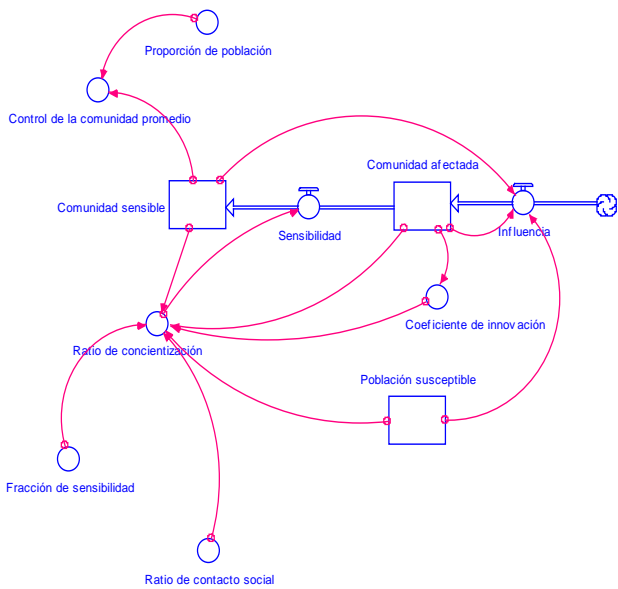 Proporción de población
Control de la comunidad promedio
Comunidad afectada
Comunidad sensible
Sensibilidad
Influencia
Coeficiente de innovación
Ratio de concientización
Población susceptible
Fracción de sensibilidad
Ratio de contacto social